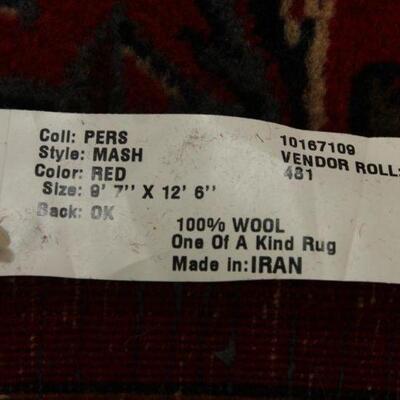 Coll: PERS
Style: MASH
Color: RED
Size: 9' 7'' X 12' 6''
Back: OK
10167109
VENDOR ROLL:
481
100% WOOL
One Of A Kind Rug
Made in: IRAN